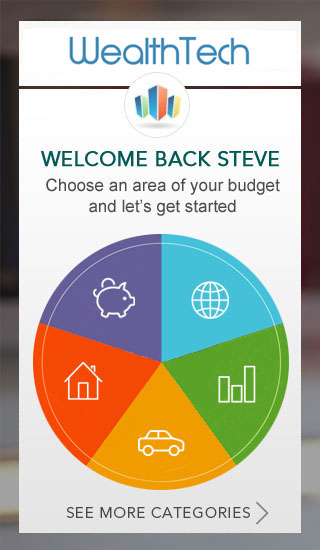 WealthTech
WELCOME BACK STEVE
Choose an area of your budget
and let's get started
SEE MORE CATEGORIES